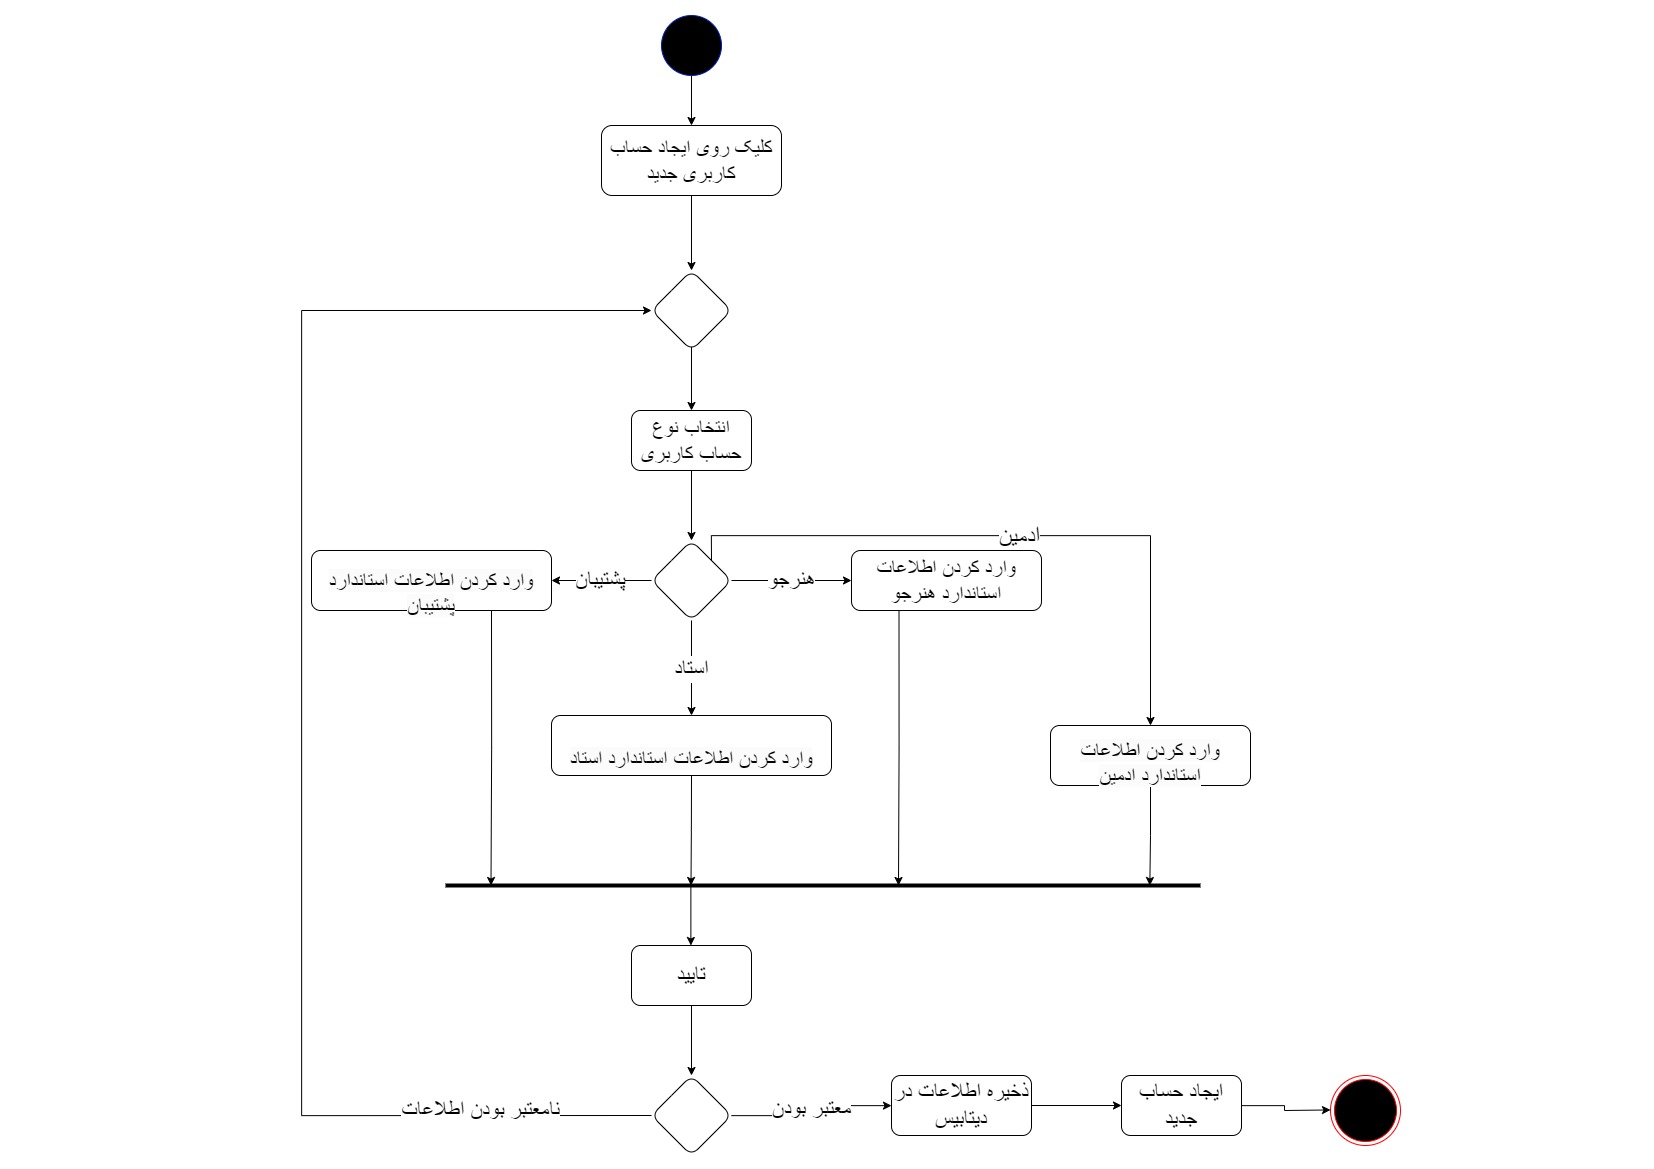 کلیک روی ایجاد حساب
کاربری جدید
انتخاب نوع
حساب کاربری
ادمین
هنرجو
پشتیبان
وارد کردن اطلاعات
استاندارد هنرجو
وارد کردن اطلاعات استاندارد
پشتیبان
استاد
وارد کردن اطلاعات استاندارد استاد
وارد کردن اطلاعات
استاندارد ادمین
تایید
نامعتبر بودن اطلاعات
معتبر بودن
ذخیره اطلاعات در
دیتابیس
ایجاد حساب
جدید